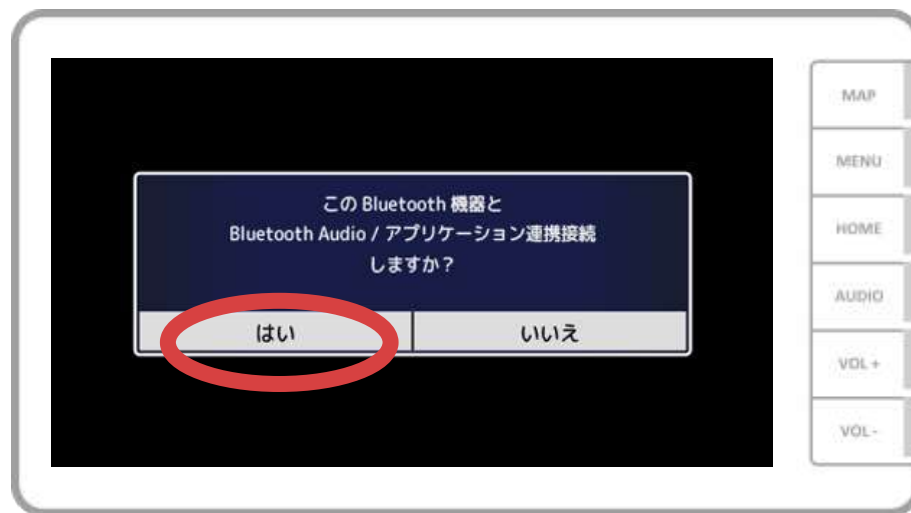 この Bluetooth 機器と
Bluetooth Audio / アプリケーション連携接続
しますか？
はい
いいえ
MAP
MENU
HOME
AUDIO
VOL +
VOL -